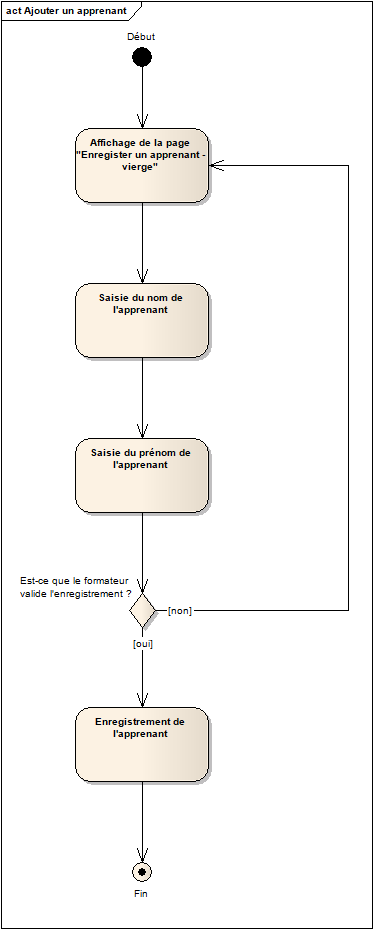 act Ajouter un apprenant
Début
Affichage de la page
"Enregister un apprenant -
vierge"
Saisie du nom de
l'apprenant
Saisie du prénom de
l'apprenant
Est-ce que le formateur
valide l'enregistrement ?
[non]
[oui]
Enregistrement de
l'apprenant
Fin